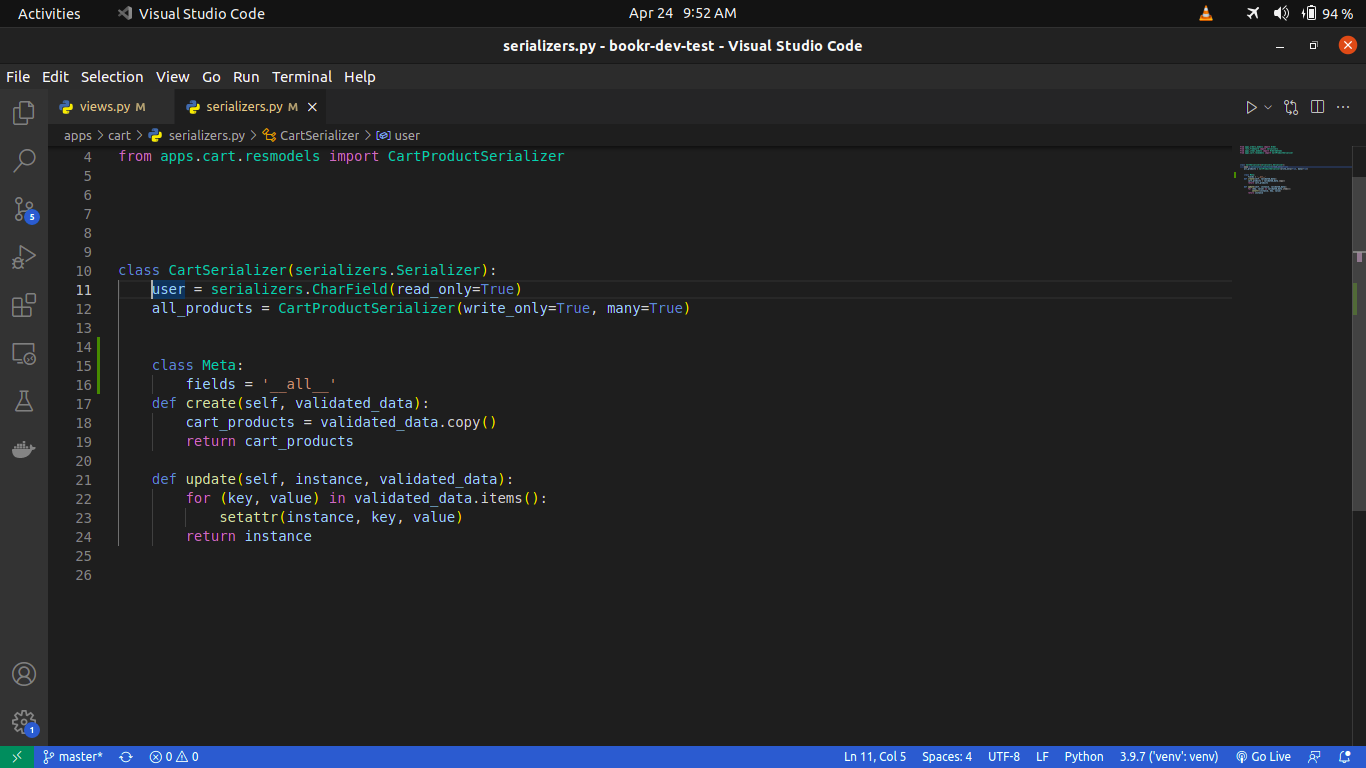 Activities Visual Studio Code Apr 24 9:52 AM 94 %
serializers.py - bookr-dev-test - Visual Studio Code
File Edit Selection View Go Run Terminal Help
views.py M serializers.py M
apps > cart > serializers.py > CartSerializer > user
4 from apps.cart.resmodels import CartProductSerializer
5
6
7
8
9
10 class CartSerializer(serializers.Serializer):
11 user = serializers.CharField(read_only=True)
12 all_products = CartProductSerializer(write_only=True, many=True)
13
14
15 class Meta:
16 fields = '__all__'
17 def create(self, validated_data):
18 cart_products = validated_data.copy()
19 return cart_products
20
21 def update(self, instance, validated_data):
22 for (key, value) in validated_data.items():
23 setattr(instance, key, value)
24 return instance
25
26
5
1
master* 0 0 Ln 11, Col 5 Spaces: 4 UTF-8 LF Python 3.9.7 ('venv': venv) Go Live